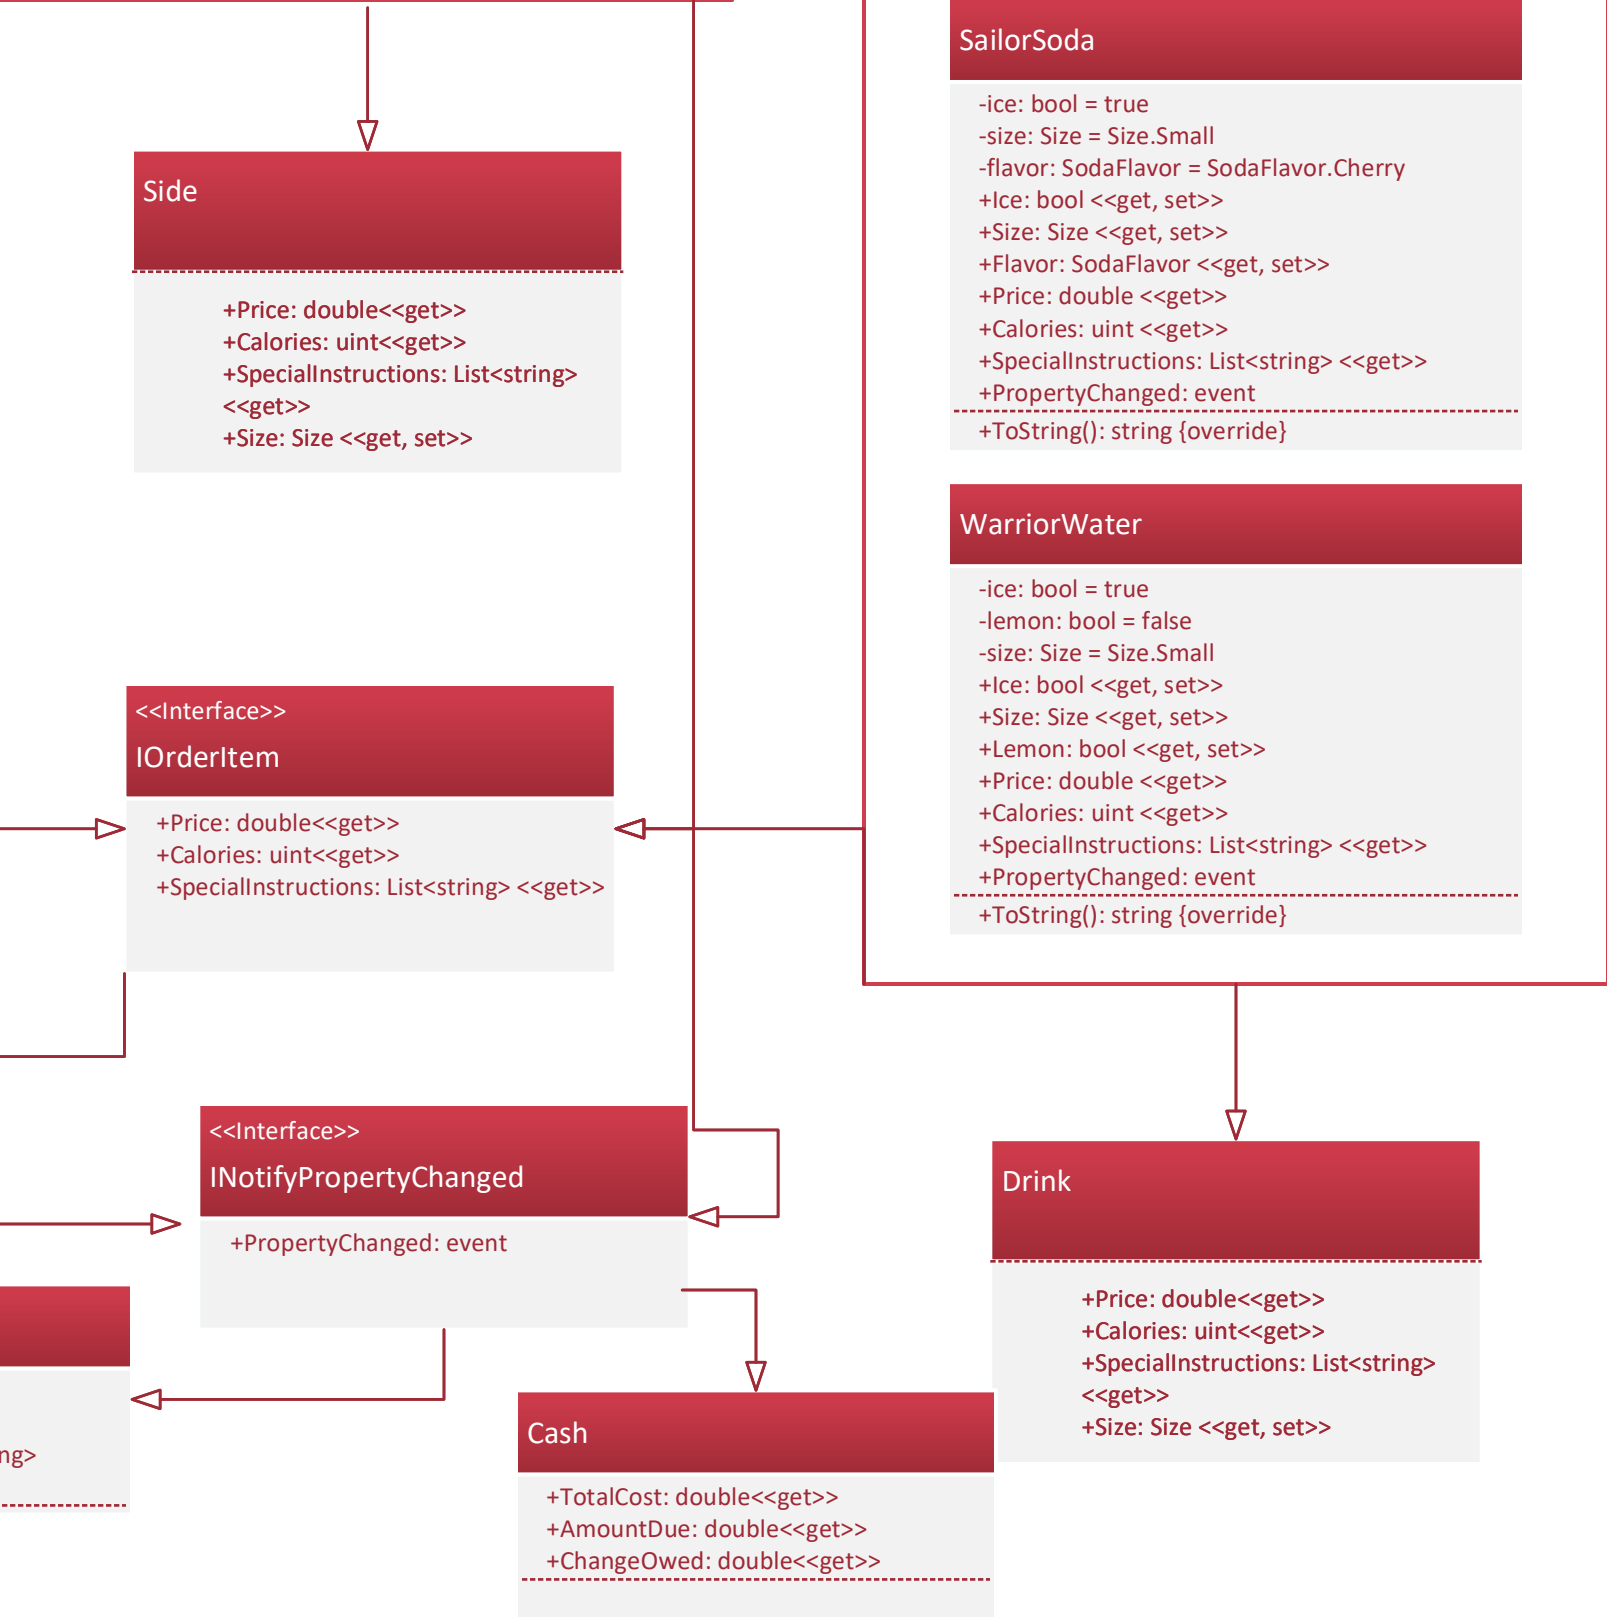 SailorSoda
-ice: bool = true
-size: Size = Size.Small
-flavor: SodaFlavor = SodaFlavor.Cherry
+Ice: bool <<get, set>>
+Size: Size <<get, set>>
+Flavor: SodaFlavor <<get, set>>
+Price: double <<get>>
+Calories: uint <<get>>
+SpecialInstructions: List<string> <<get>>
+PropertyChanged: event
+ToString(): string {override}
Side
+Price: double<<get>>
+Calories: uint<<get>>
+SpecialInstructions: List<string>
<<get>>
+Size: Size <<get, set>>
WarriorWater
-ice: bool = true
-lemon: bool = false
-size: Size = Size.Small
+Ice: bool <<get, set>>
+Size: Size <<get, set>>
+Lemon: bool <<get, set>>
+Price: double <<get>>
+Calories: uint <<get>>
+SpecialInstructions: List<string> <<get>>
+PropertyChanged: event
+ToString(): string {override}
<<Interface>>
IOrderItem
+Price: double<<get>>
+Calories: uint<<get>>
+SpecialInstructions: List<string> <<get>>
<<Interface>>
INotifyPropertyChanged
+PropertyChanged: event
Drink
+Price: double<<get>>
+Calories: uint<<get>>
+SpecialInstructions: List<string>
<<get>>
+Size: Size <<get, set>>
ng>
Cash
+TotalCost: double<<get>>
+AmountDue: double<<get>>
+ChangeOwed: double<<get>>